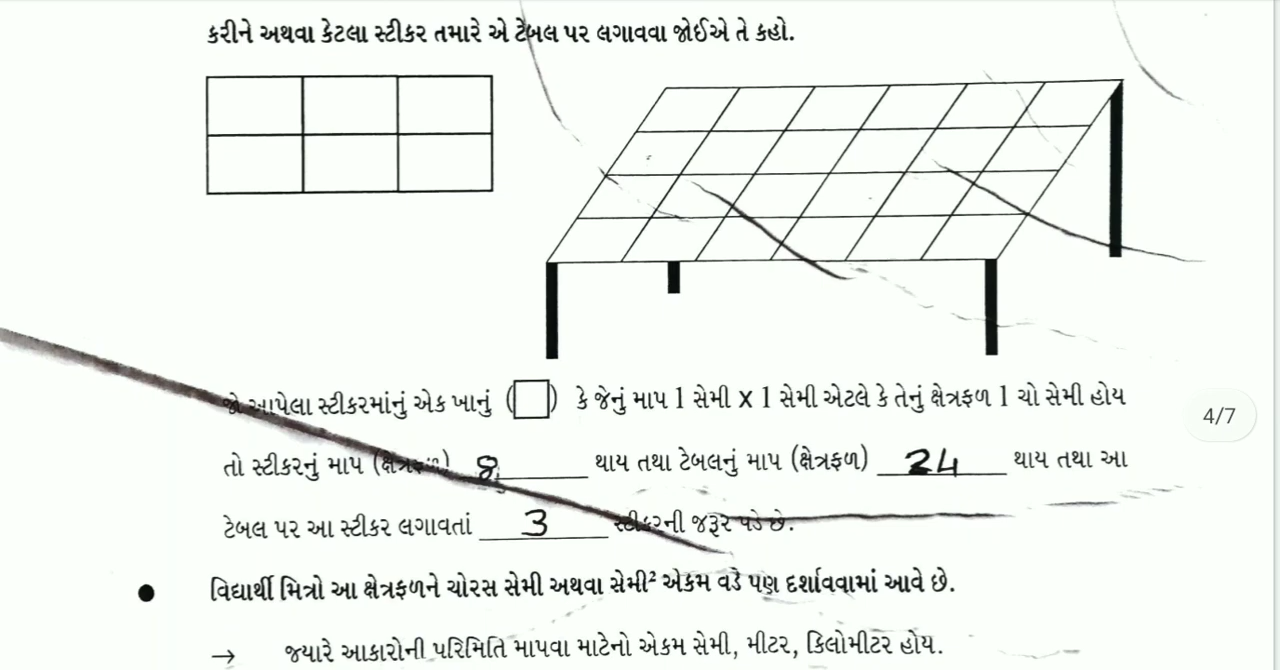 કરીને અથવા કેટલા સ્ટીકર તમારે એ ટેબલ પર લગાવવા જોઈએ તે કહો.
જો આપેલા સ્ટીકરમાંનું એક ખાનું (□) કે જેનું માપ 1 સેમી X 1 સેમી એટલે કે તેનું ક્ષેત્રફળ 1 ચો સેમી હોય
4/7
તો સ્ટીકરનું માપ (ક્ષેત્રફળ) 8 થાય તથા ટેબલનું માપ (ક્ષેત્રફળ) 24 થાય તથા આ
ટેબલ પર આ સ્ટીકર લગાવતાં 3 સ્ટીકરની જરૂર પડે છે.
● વિદ્યાર્થી મિત્રો આ ક્ષેત્રફળને ચોરસ સેમી અથવા સેમી² એકમ વડે પણ દર્શાવવામાં આવે છે.
→ જ્યારે આકારોની પરિમિતિ માપવા માટેનો એકમ સેમી, મીટર, કિલોમીટર હોય.